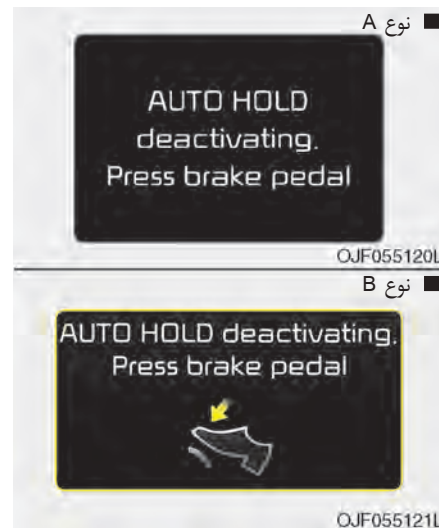 ■ نوع A
AUTO HOLD
deactivating.
Press brake pedal
OJF055120L
■ نوع B
AUTO HOLD deactivating.
Press brake pedal
OJF055121L